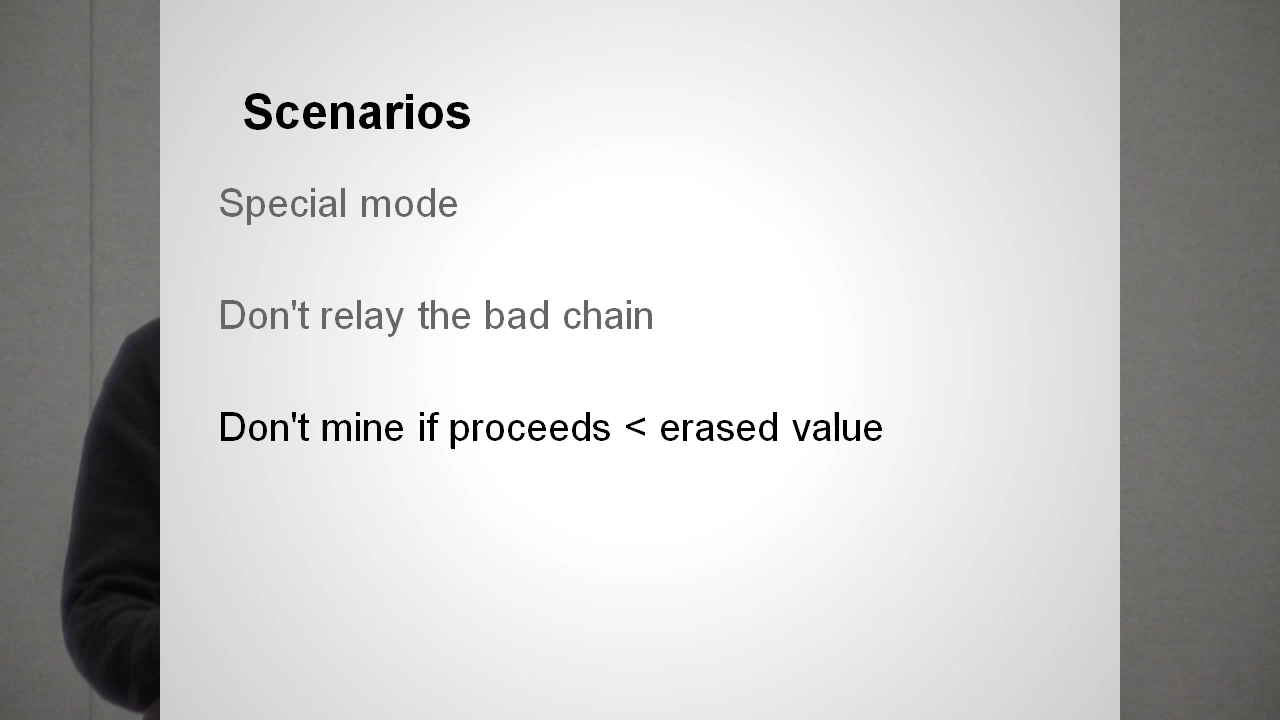 Scenarios
Special mode
Don't relay the bad chain
Don't mine if proceeds < erased value